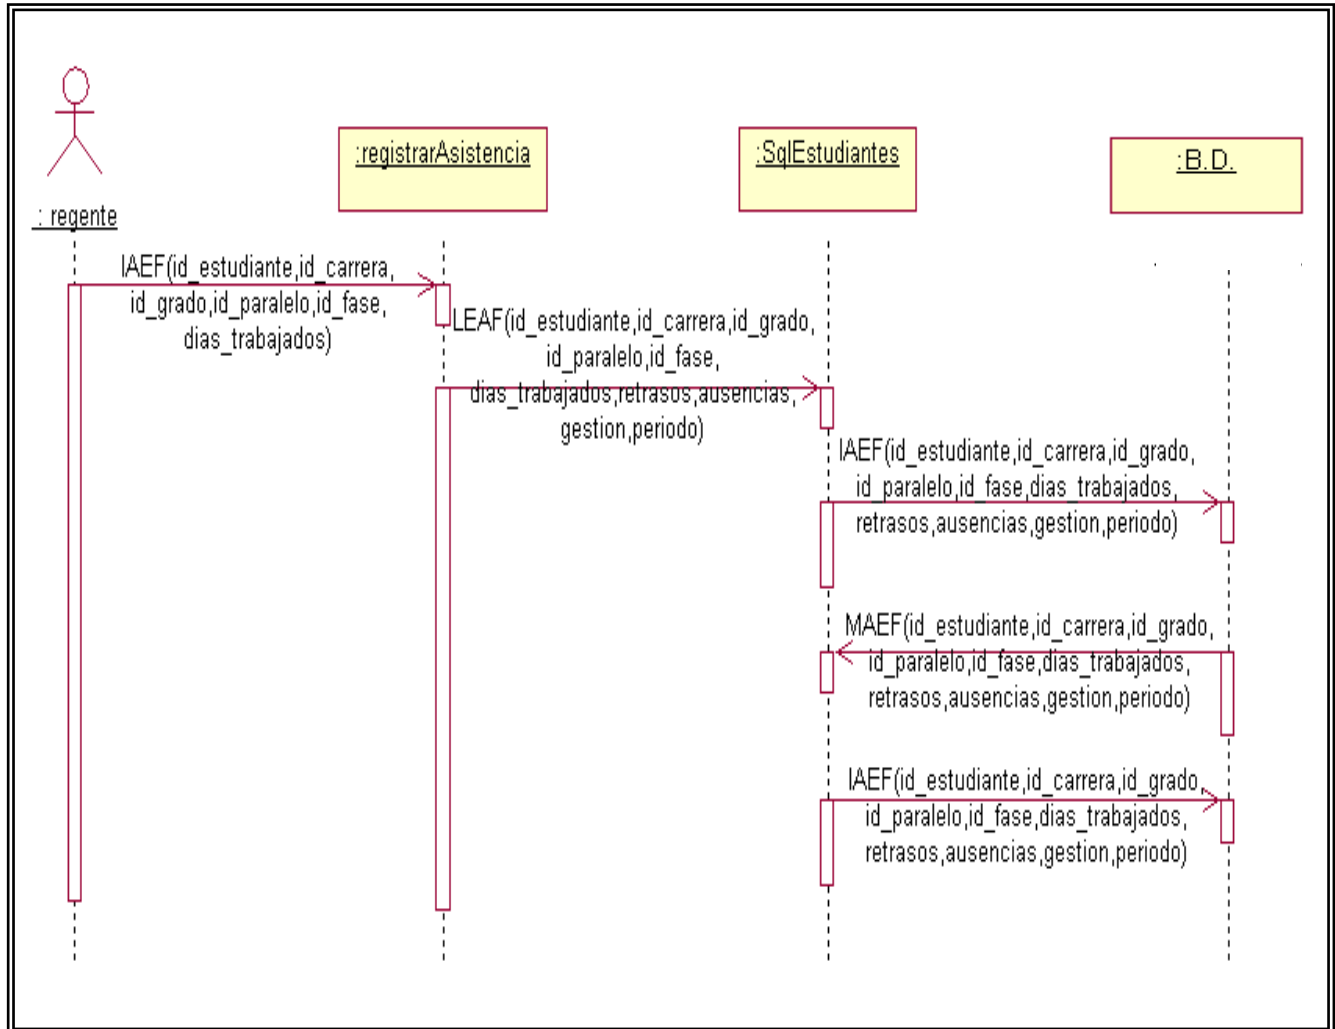 :registrarAsistencia
:SqlEstudiantes
:B.D.
: regente
IAEF(id_estudiante,id_carrera,
id_grado,id_paralelo,id_fase,
dias_trabajados)
LEAF(id_estudiante,id_carrera,id_grado,
id_paralelo,id_fase,
dias_trabajados,retrasos,ausencias,
gestion,periodo)
IAEF(id_estudiante,id_carrera,id_grado,
id_paralelo,id_fase,dias_trabajados,
retrasos,ausencias,gestion,periodo)
MAEF(id_estudiante,id_carrera,id_grado,
id_paralelo,id_fase,dias_trabajados,
retrasos,ausencias,gestion,periodo)
IAEF(id_estudiante,id_carrera,id_grado,
id_paralelo,id_fase,dias_trabajados,
retrasos,ausencias,gestion,periodo)